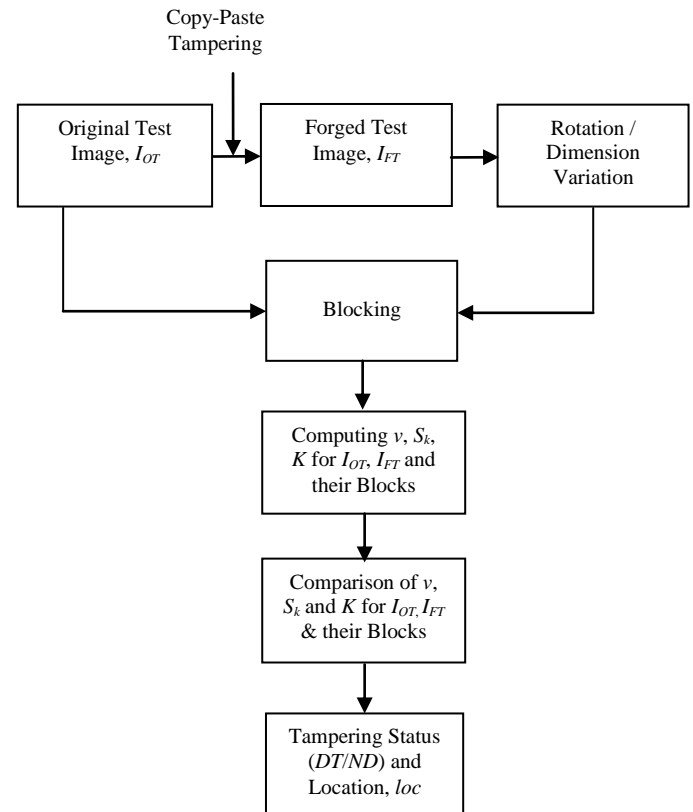 Copy-Paste
Tampering
Original Test
Image, I_OT
Forged Test
Image, I_FT
Rotation /
Dimension
Variation
Blocking
Computing v, S_k,
K for I_OT, I_FT and
their Blocks
Comparison of v,
S_k and K for I_OT, I_FT
& their Blocks
Tampering Status
(DT/ND) and
Location, loc